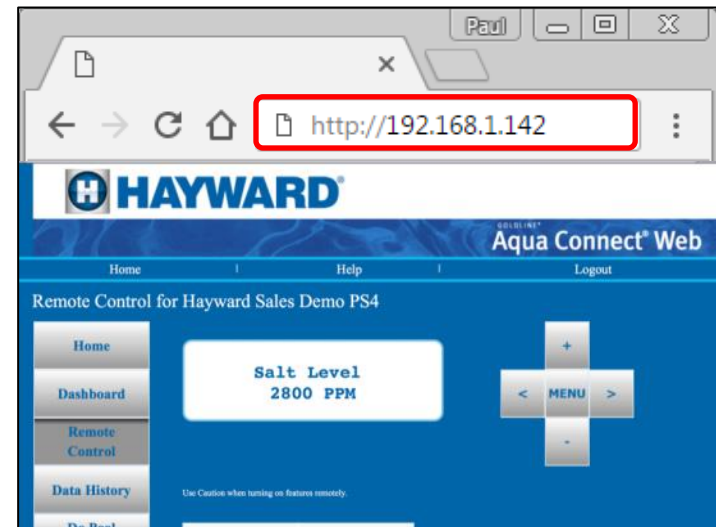 Paul
http://192.168.1.142
HAYWARD®
GOLDLINE™
Aqua Connect® Web
Home | Help | Logout
Remote Control for Hayward Sales Demo PS4
Home
Salt Level
2800 PPM
+
Dashboard
< MENU >
Remote
Control
-
Data History
Use Caution when turning on features remotely.